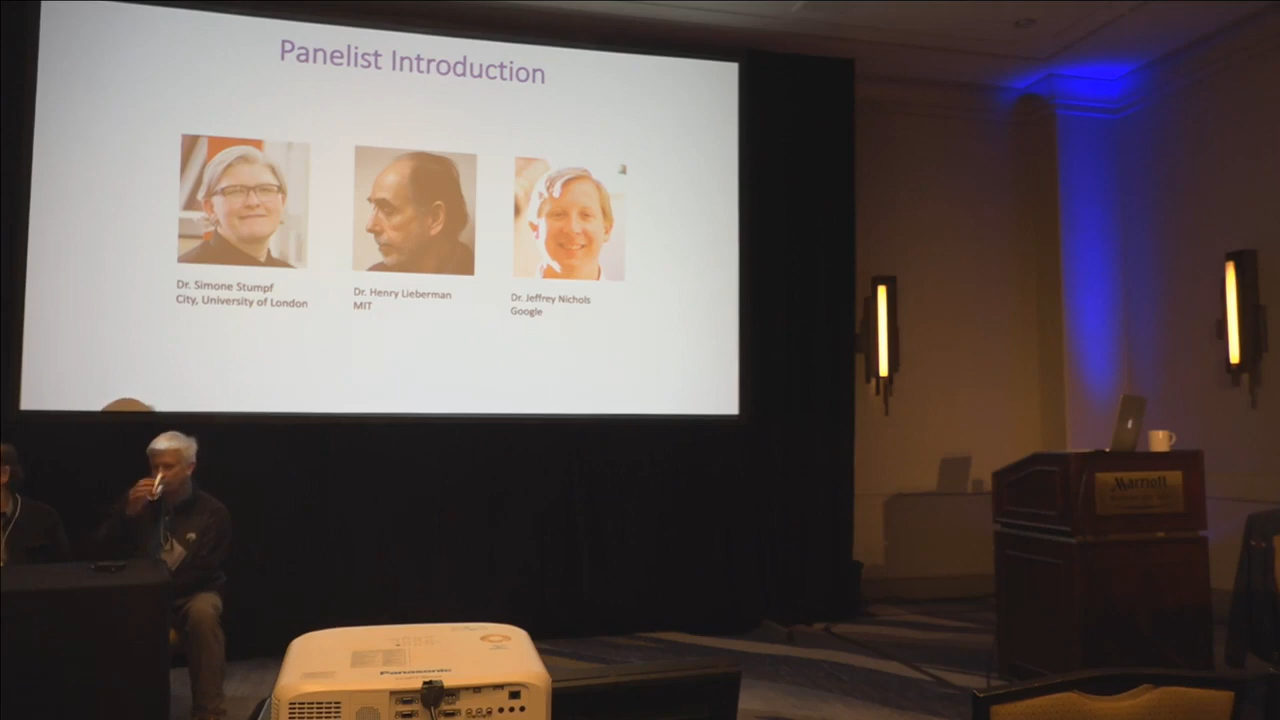 Panelist Introduction
Dr. Simone Stumpf
City, University of London
Dr. Henry Lieberman
MIT
Dr. Jeffrey Nichols
Google
Marriott
Panasonic